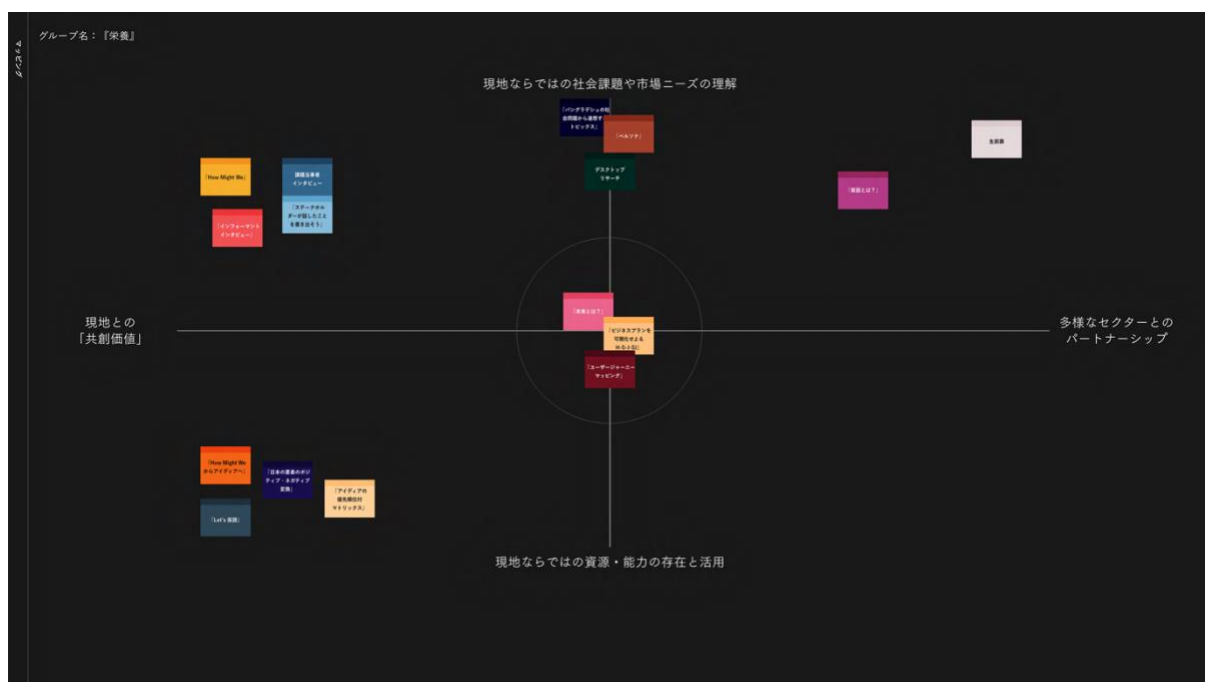 グループ名：『栄養』
マッピング
現地ならではの社会課題や市場ニーズの理解
「バングラデシュの社
会問題から連想する
トピックス」
「ペルソナ」
デスクトップ
リサーチ
「How Might We」
課題当事者
インタビュー
「ステークホル
ダーが話したこと
を書き出そう」
「インフォーマント
インタビュー」
現地との
「共創価値」
多様なセクターとの
パートナーシップ
「ビジネスプランを
可視化せよる
「ユーザージャーニー
マッピング」
「How Might We
からアイディアへ」
「日本の若者のポジ
ティブ・ネガティブ
変換」
「アイディアの
優先順位付
マトリックス」
「Let's 実践」
現地ならではの資源・能力の存在と活用